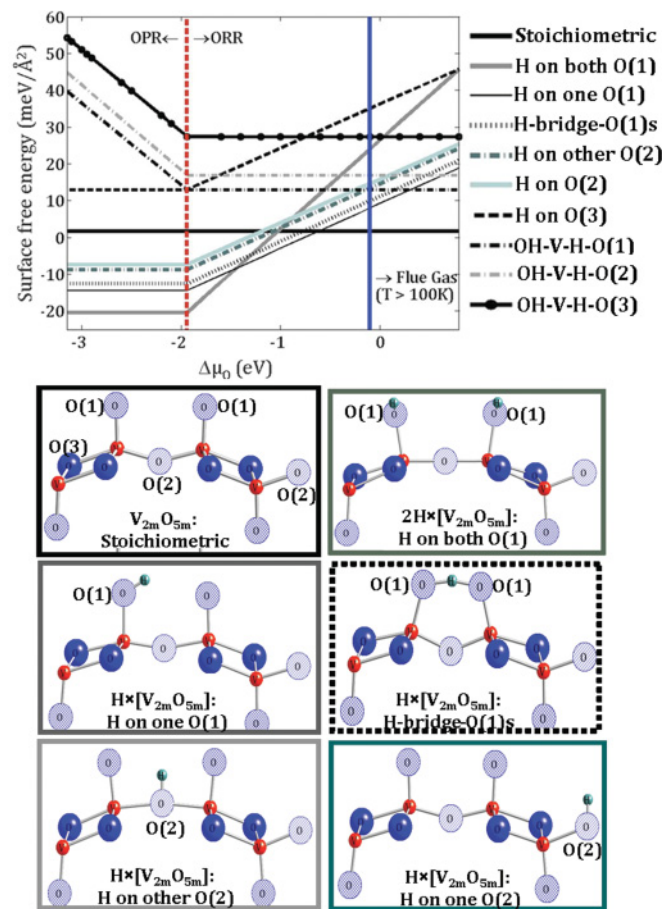 60
50
40
30
20
10
0
-10
-20
Surface free energy (meV/Å²)
OPR← →ORR
→ Flue Gas
(T > 100K)
-3 -2 -1 0
Δμ₀ (eV)
Stoichiometric
H on both O(1)
H on one O(1)
H-bridge-O(1)s
H on other O(2)
H on O(2)
H on O(3)
OH-V-H-O(1)
OH-V-H-O(2)
OH-V-H-O(3)
O(1) O(1)
O(3)
O(2) O(2)
V₂ₘO₅ₘ:
Stoichiometric
O(1) O(1)
2H×[V₂ₘO₅ₘ]:
H on both O(1)
O(1)
H×[V₂ₘO₅ₘ]:
H on one O(1)
O(1) O(1)
H×[V₂ₘO₅ₘ]:
H-bridge-O(1)s
O(2)
H×[V₂ₘO₅ₘ]:
H on other O(2)
O(2)
H×[V₂ₘO₅ₘ]:
H on one O(2)